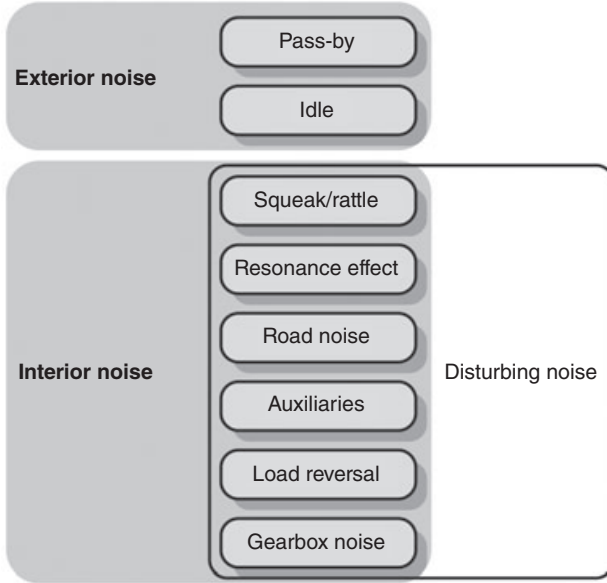 Exterior noise
Pass-by
Idle
Interior noise
Squeak/rattle
Resonance effect
Road noise
Auxiliaries
Load reversal
Gearbox noise
Disturbing noise